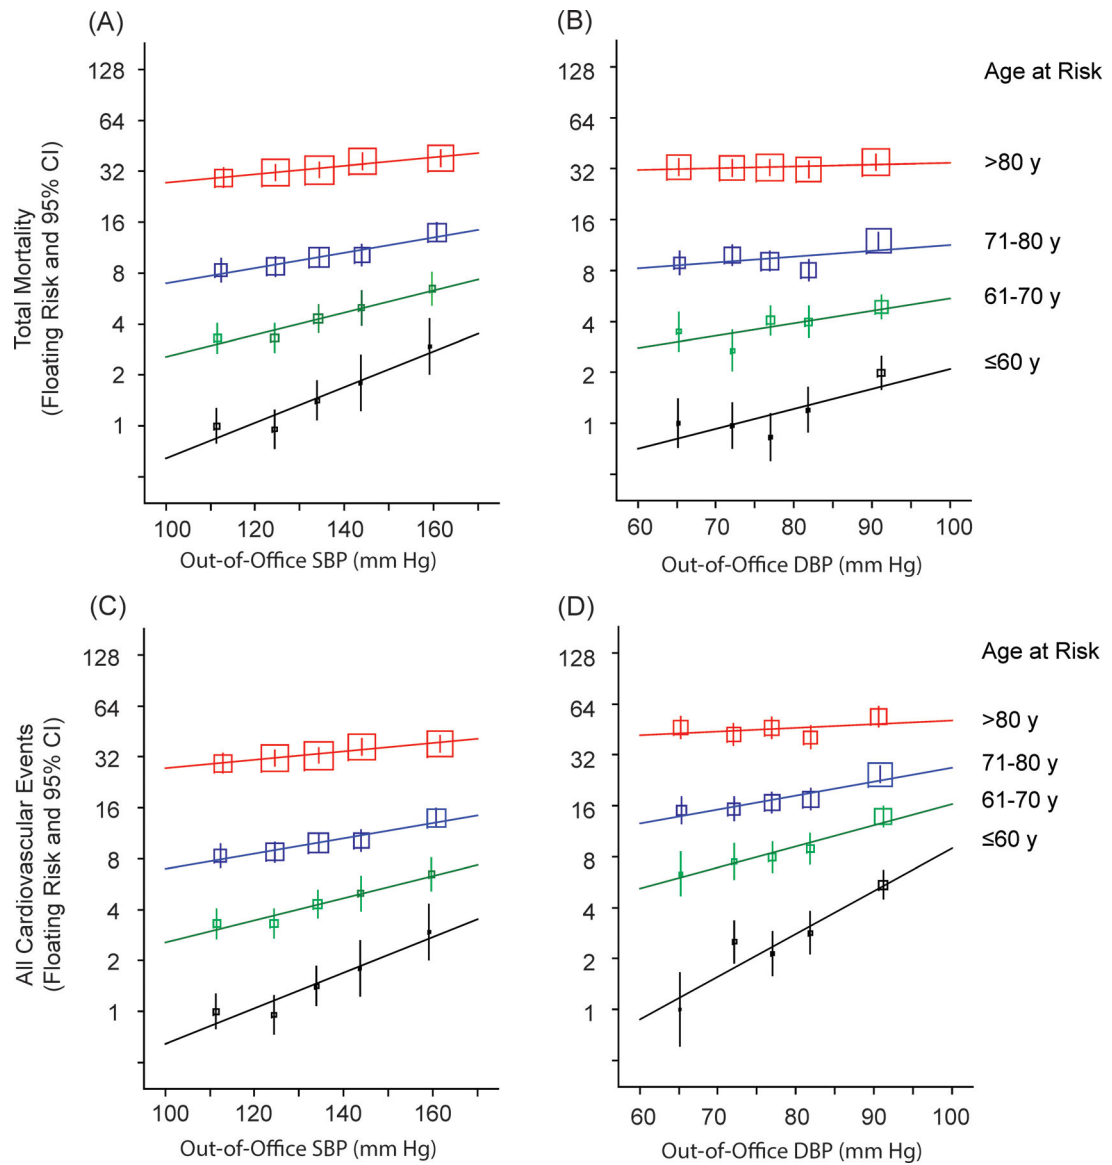 (A)
Total Mortality
(Floating Risk and 95% CI)
128
64
32
16
8
4
2
1
100 120 140 160
Out-of-Office SBP (mm Hg)
(B)
128
64
32
16
8
4
2
1
60 70 80 90 100
Out-of-Office DBP (mm Hg)
Age at Risk
>80 y
71-80 y
61-70 y
≤60 y
(C)
All Cardiovascular Events
(Floating Risk and 95% CI)
128
64
32
16
8
4
2
1
100 120 140 160
Out-of-Office SBP (mm Hg)
(D)
128
64
32
16
8
4
2
1
60 70 80 90 100
Out-of-Office DBP (mm Hg)
Age at Risk
>80 y
71-80 y
61-70 y
≤60 y